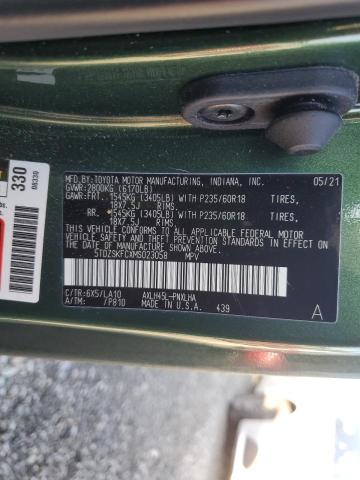 MFD BY:TOYOTA MOTOR MANUFACTURING, INDIANA, INC. 05/21
GVWR:2800KG (6170LB)
GAWR:FRT. 1545KG (3405LB) WITH P235/60R18 TIRES,
18X7.5J RIMS,
RR. 1545KG (3405LB) WITH P235/60R18 TIRES,
18X7.5J RIMS,
THIS VEHICLE CONFORMS TO ALL APPLICABLE FEDERAL MOTOR
VEHICLE SAFETY AND THEFT PREVENTION STANDARDS IN
EFFECT ON THE DATE OF MANUFACTURE SHOWN ABOVE.
5TDZSKFCXMS023058 MPV
C/TR:6X5/LA10 AXLH45L-PNXLHA
A/TM: /P810 MADE IN U.S.A. 439
A
330